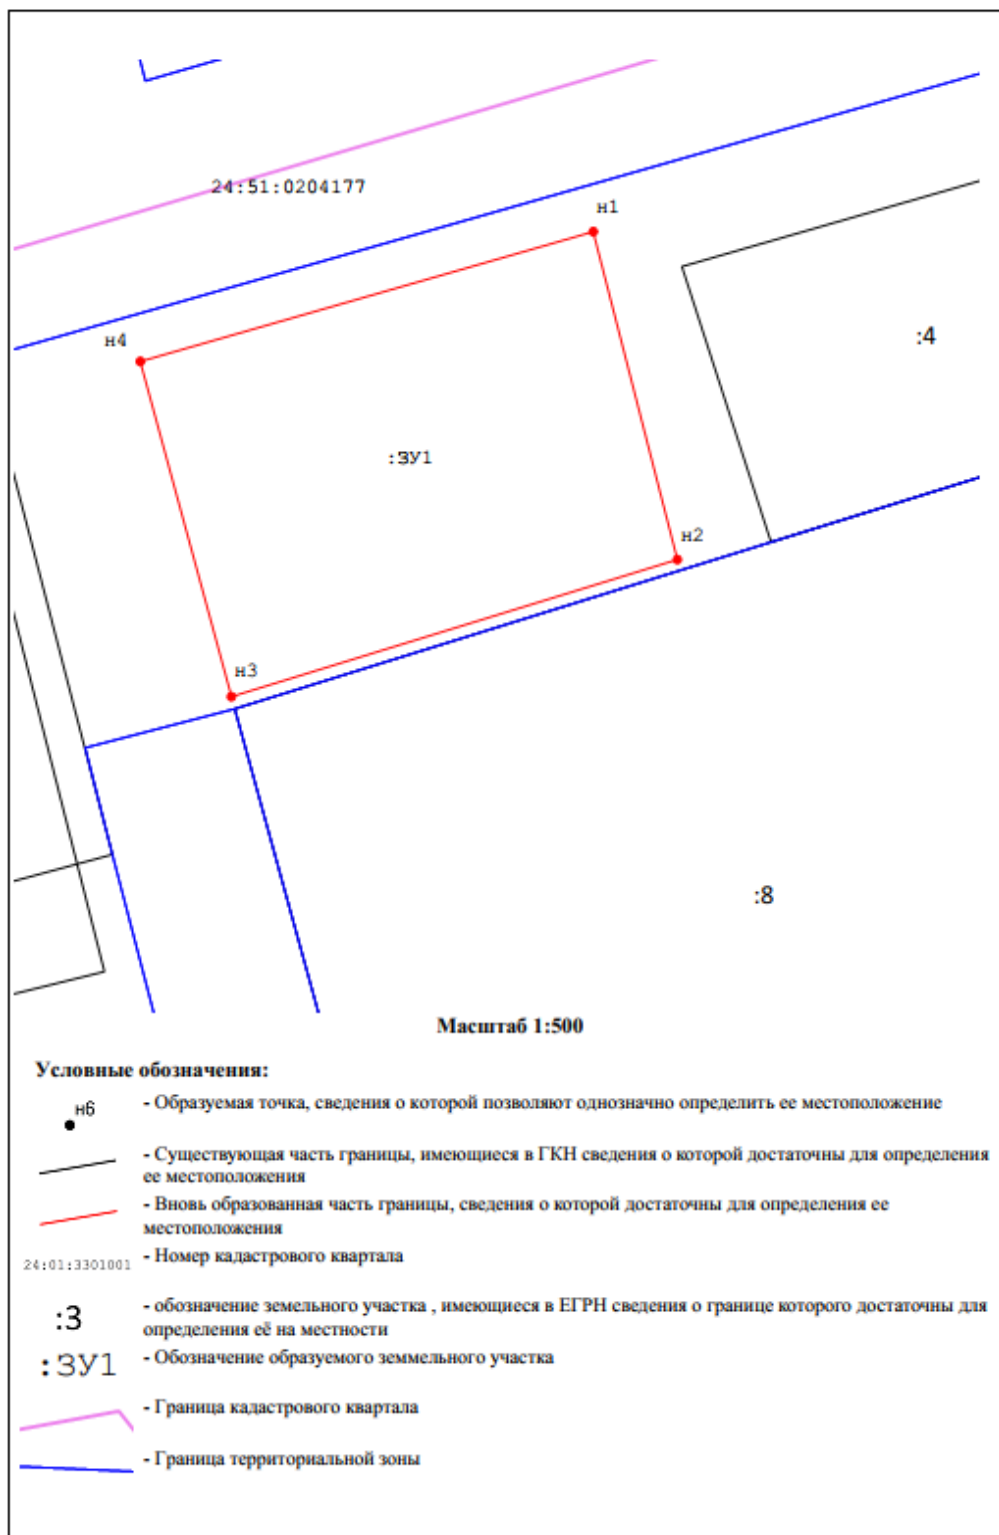 24:51:0204177
н1
:4
н4
:ЗУ1
н2
н3
:8
Масштаб 1:500
Условные обозначения:
н6
- Образуемая точка, сведения о которой позволяют однозначно определить ее местоположение
- Существующая часть границы, имеющиеся в ГКН сведения о которой достаточны для определения
ее местоположения
- Вновь образованная часть границы, сведения о которой достаточны для определения ее
местоположения
24:01:3301001
- Номер кадастрового квартала
:3
- обозначение земельного участка , имеющиеся в ЕГРН сведения о границе которого достаточны для
определения её на местности
:ЗУ1
- Обозначение образуемого земмельного участка
- Граница кадастрового квартала
- Граница территориальной зоны